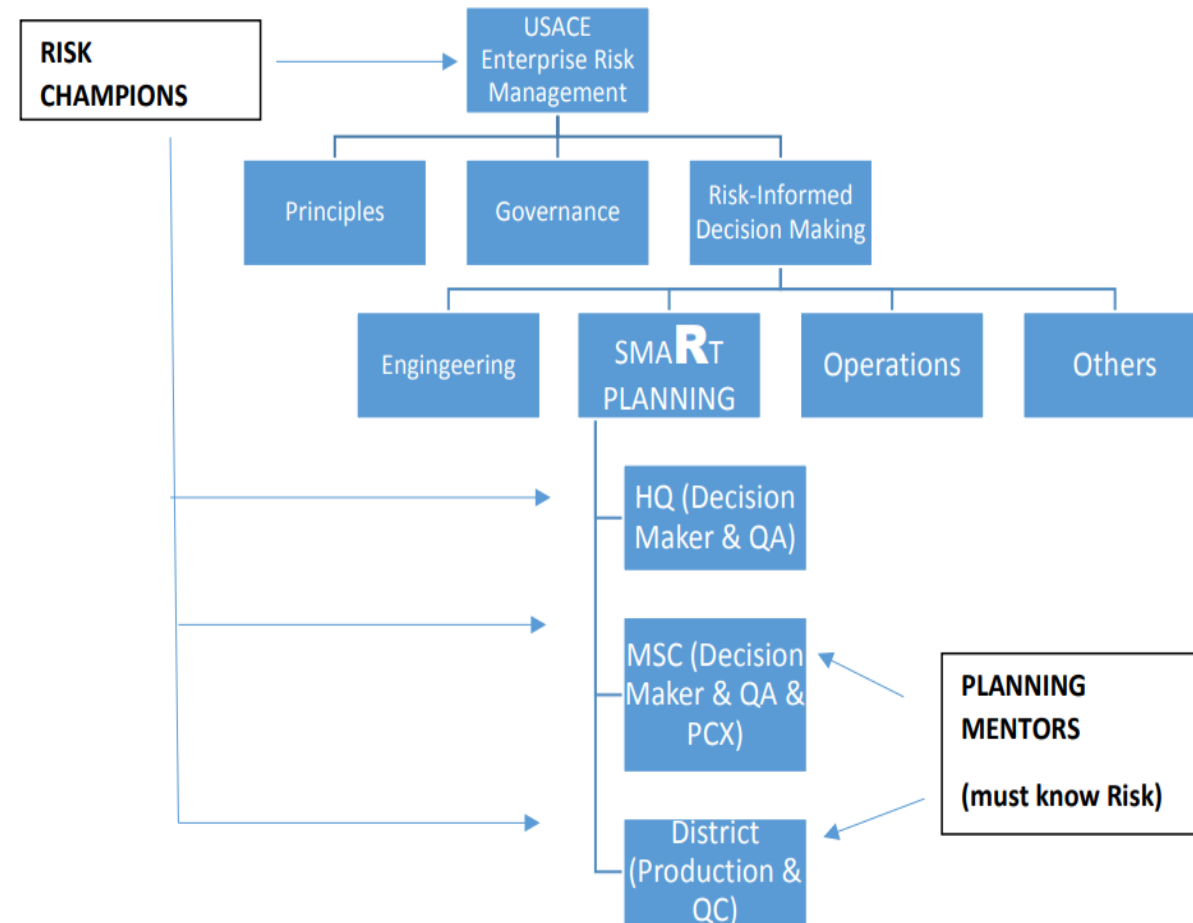 RISK
CHAMPIONS
USACE
Enterprise Risk
Management
Principles
Governance
Risk-Informed
Decision Making
Engingeering
SMART
PLANNING
Operations
Others
HQ (Decision
Maker & QA)
MSC (Decision
Maker & QA &
PCX)
PLANNING
MENTORS
(must know Risk)
District
(Production &
QC)